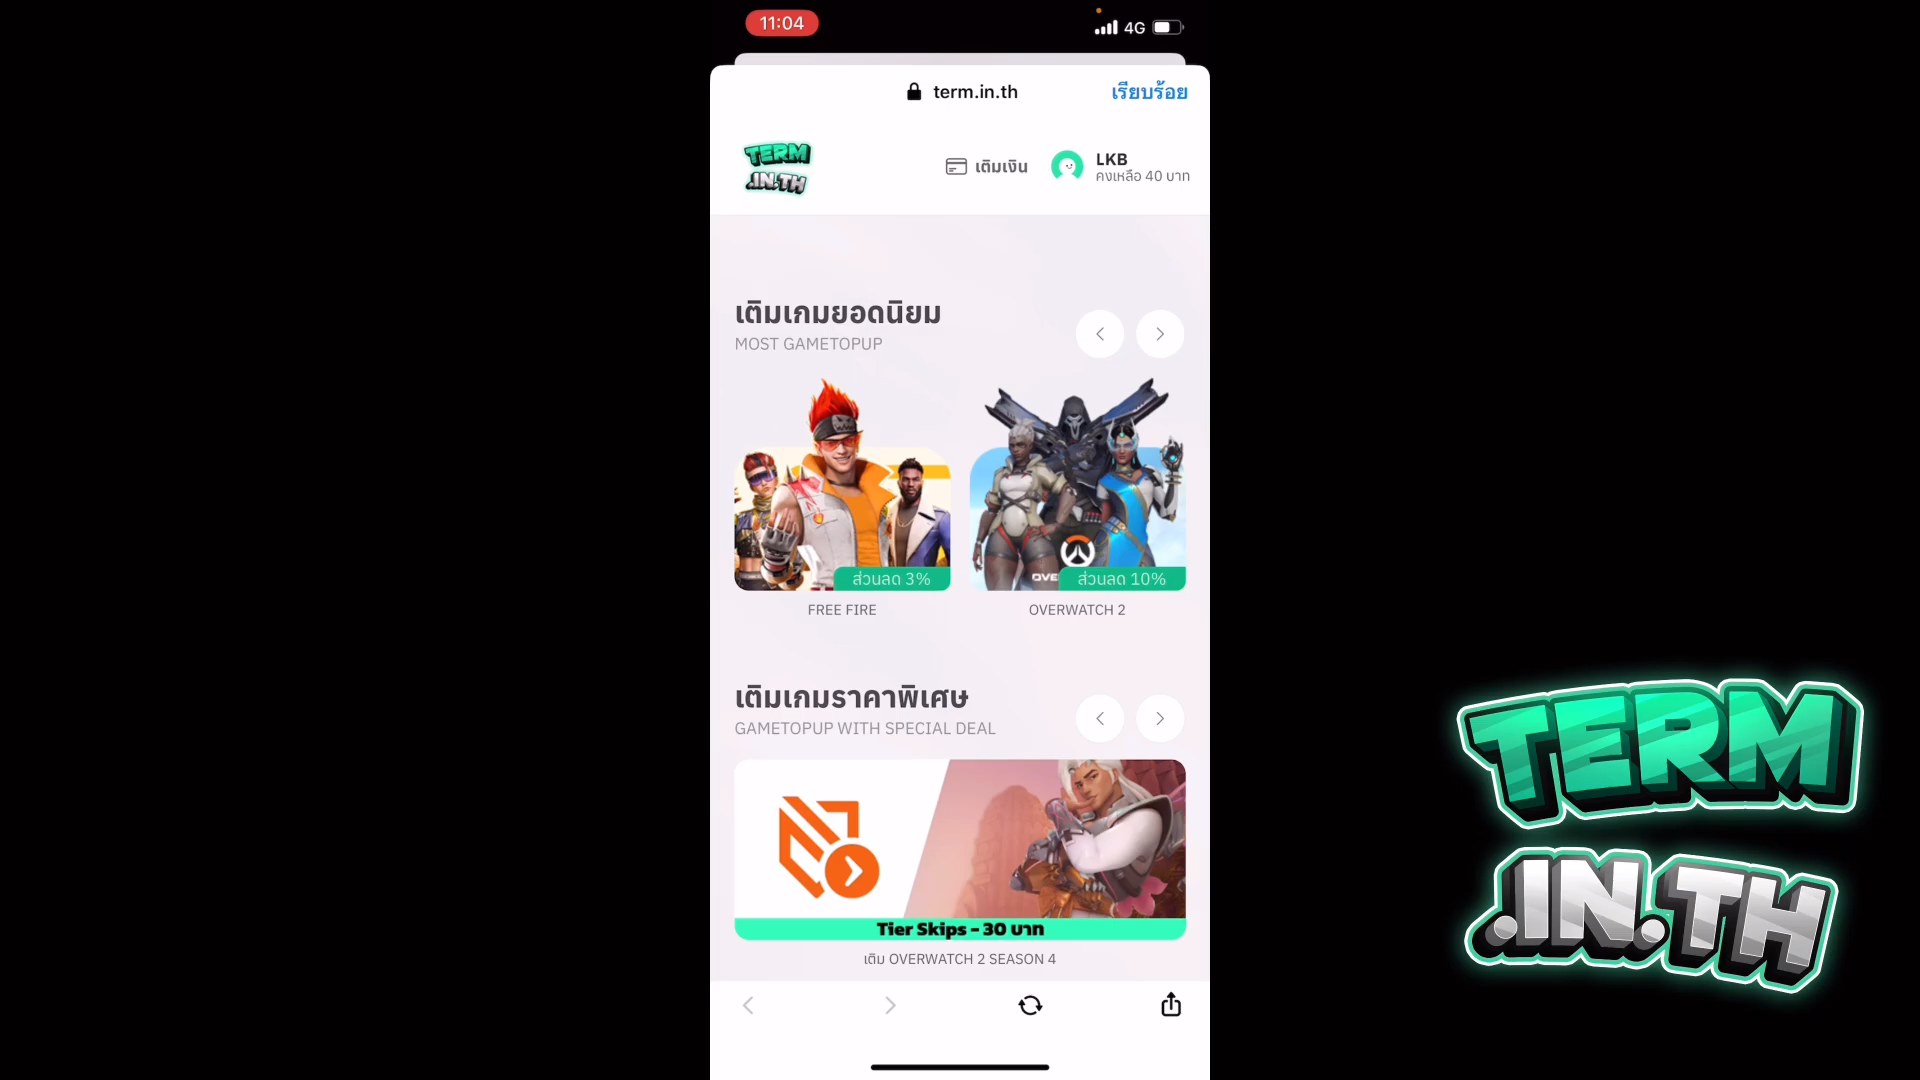 11:04
4G
term.in.th
เรียบร้อย
TERM
.IN.TH
เติมเงิน
LKB
คงเหลือ 40 บาท
เติมเกมยอดนิยม
MOST GAMETOPUP
ส่วนลด 3%
FREE FIRE
OVE
ส่วนลด 10%
OVERWATCH 2
เติมเกมราคาพิเศษ
GAMETOPUP WITH SPECIAL DEAL
Tier Skips - 30 บาท
เติม OVERWATCH 2 SEASON 4
TERM
.IN.TH